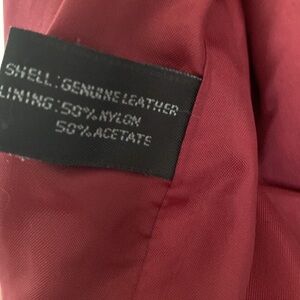 SHELL:GENUINE LEATHER
LINING:50%NYLON
50%ACETATE